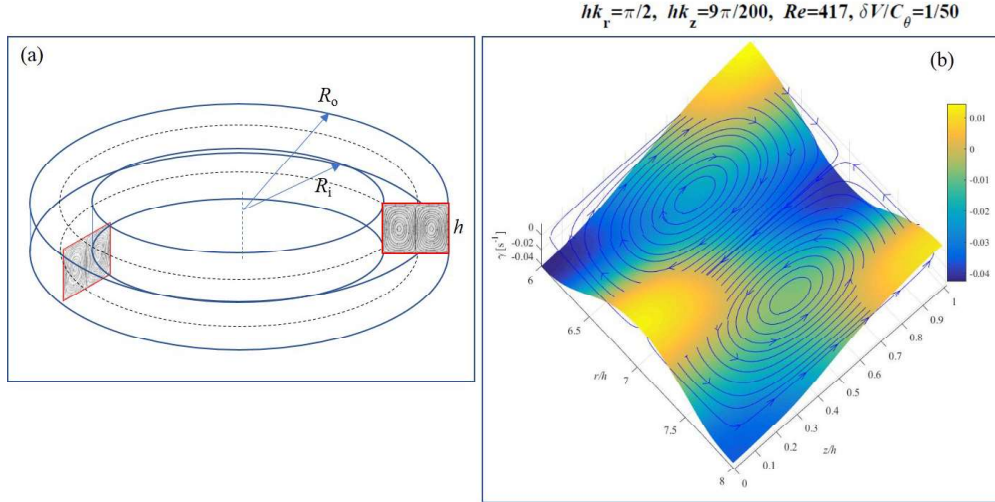 hk_r=π/2, hk_z=9π/200, Re=417, δV/C_θ=1/50
(a)
R_o
R_i
h
(b)
0.01
0
-0.01
-0.02
-0.03
-0.04
γ [s⁻¹]
0
-0.02
-0.04
6
6.5
7
7.5
8
r/h
0
0.1
0.2
0.3
0.4
0.5
0.6
0.7
0.8
0.9
1
z/h